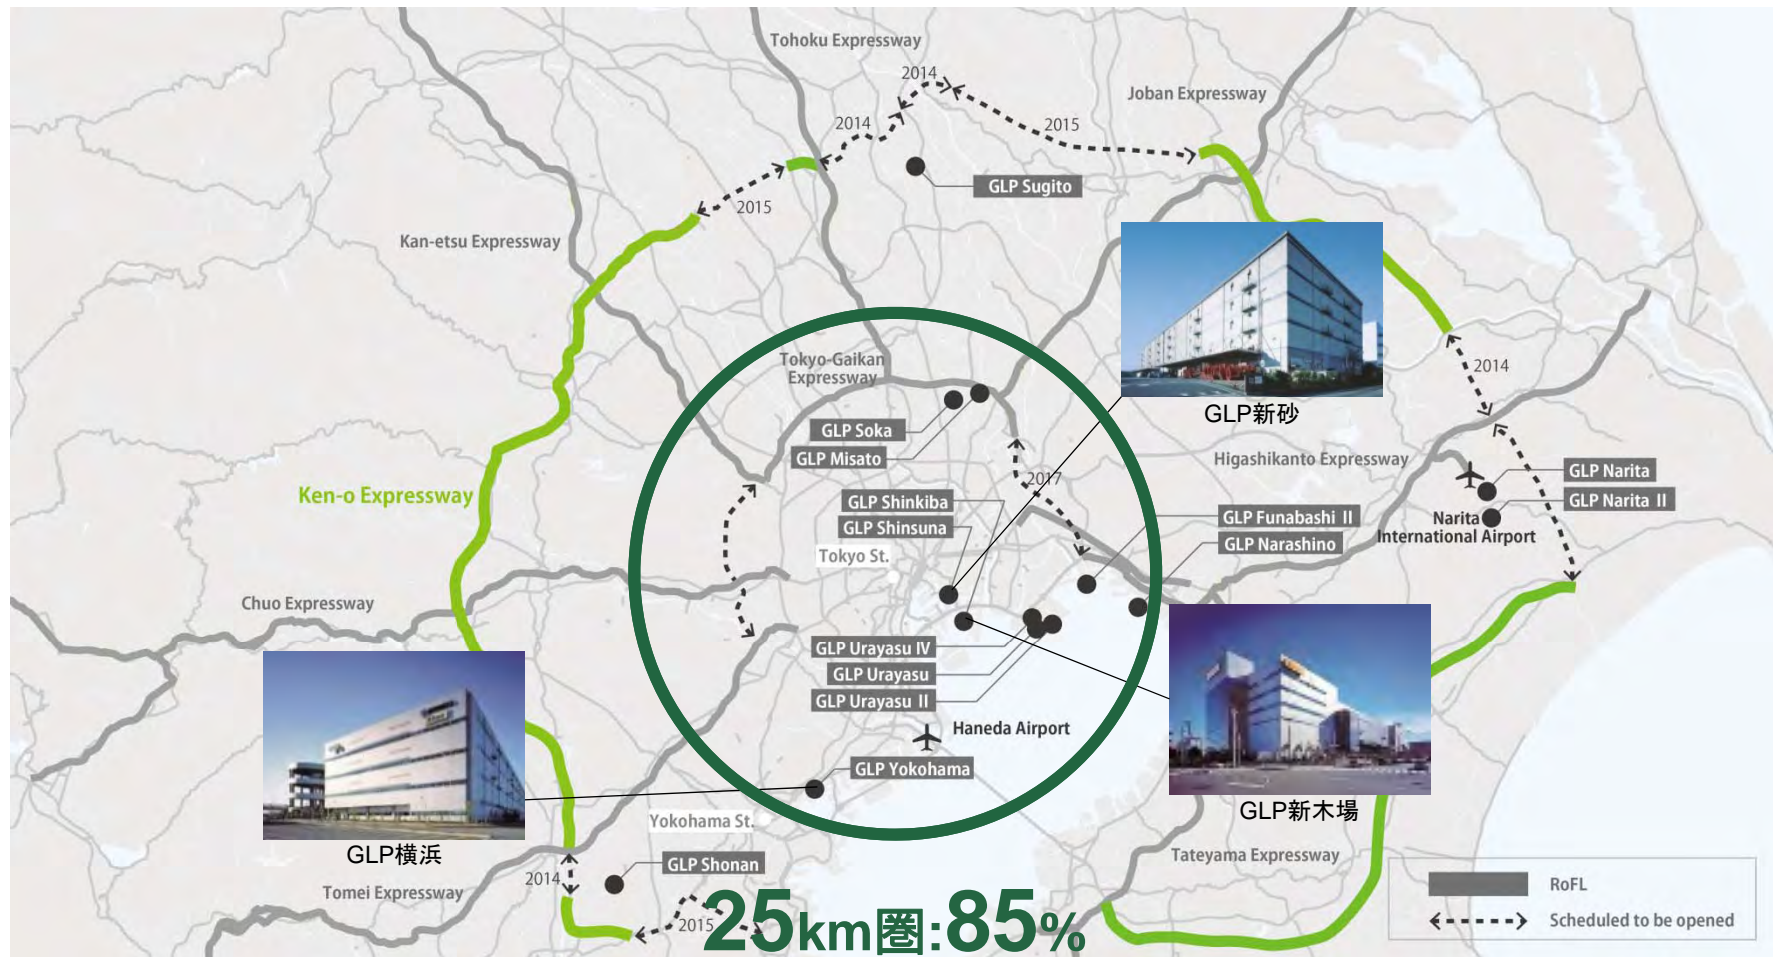 Tohoku Expressway
2014
Joban Expressway
2014
2015
GLP Sugito
2015
Kan-etsu Expressway
Tokyo-Gaikan
Expressway
2014
GLP新砂
GLP Soka
GLP Misato
Higashikanto Expressway
GLP Narita
2017
Ken-o Expressway
GLP Shinkiba
GLP Narita II
GLP Shinsuna
GLP Funabashi II
Narita
International Airport
GLP Narashino
Tokyo St.
Chuo Expressway
GLP Urayasu IV
GLP Urayasu
GLP Urayasu II
Haneda Airport
GLP Yokohama
GLP新木場
Yokohama St.
GLP横浜
GLP Shonan
Tateyama Expressway
2014
Tomei Expressway
RoFL
2015
25km圏:85%
Scheduled to be opened